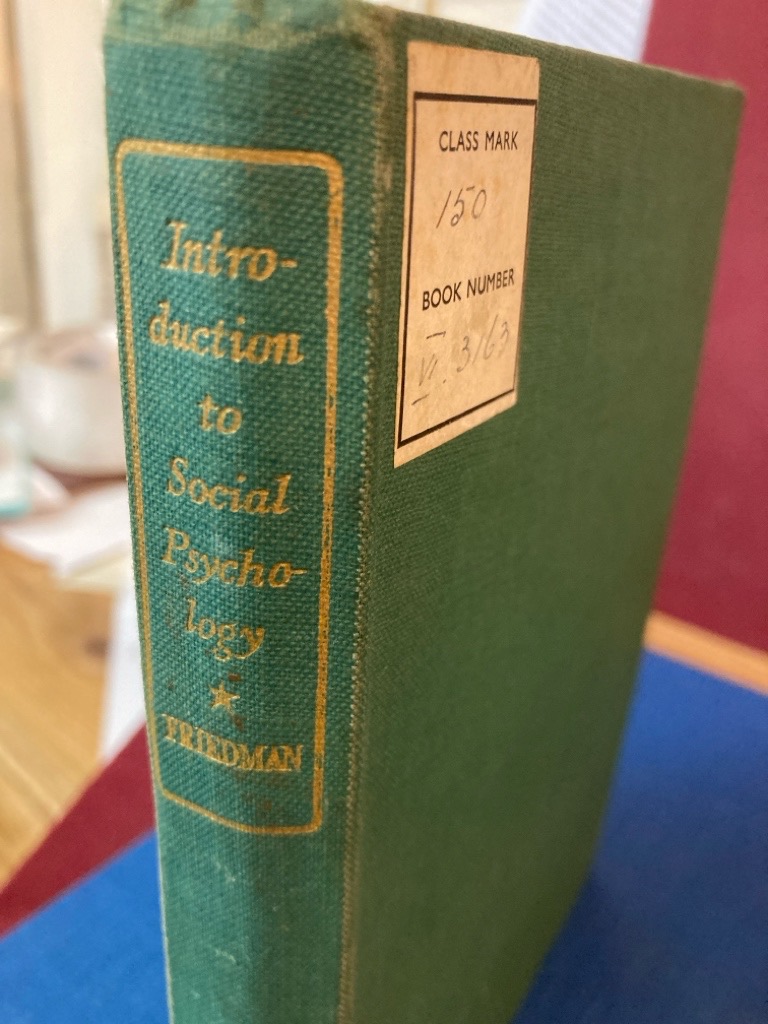 Intro-
duction
to
Social
Psycho-
logy
FRIEDMAN
CLASS MARK
150
BOOK NUMBER
VI. 3163